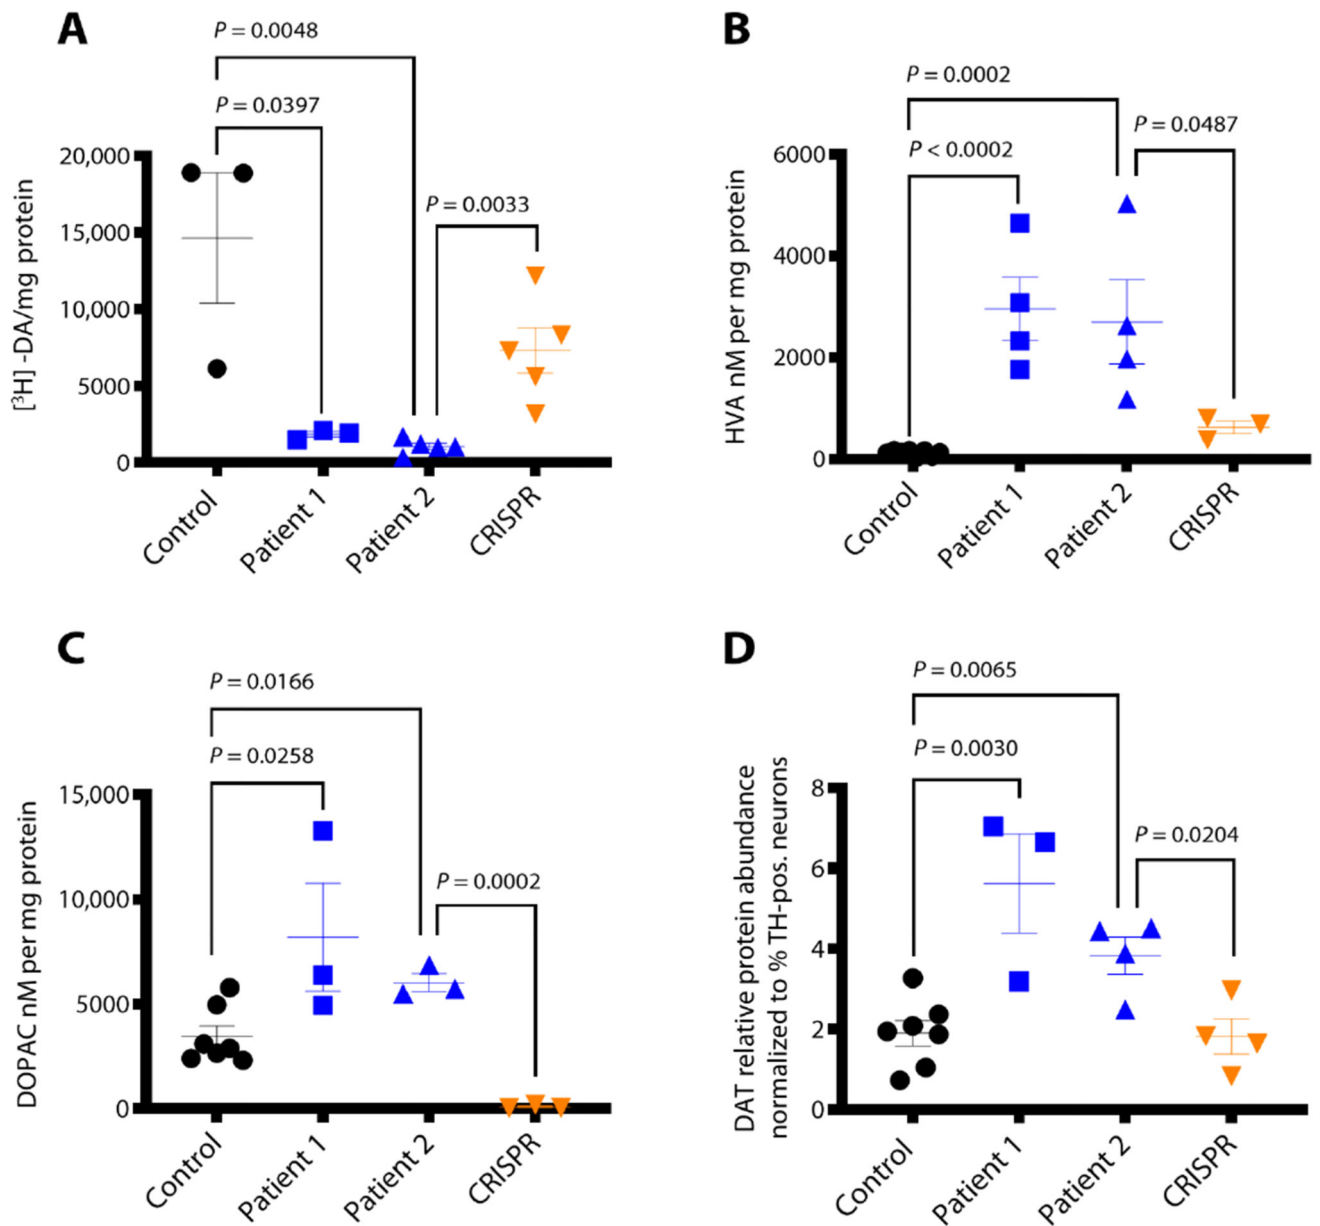 A
P = 0.0048
P = 0.0397
P = 0.0033
[³H] -DA/mg protein
20,000
15,000
10,000
5000
0
Control
Patient 1
Patient 2
CRISPR
B
P = 0.0002
P = 0.0487
P < 0.0002
HVA nM per mg protein
6000
4000
2000
0
Control
Patient 1
Patient 2
CRISPR
C
P = 0.0166
P = 0.0258
P = 0.0002
DOPAC nM per mg protein
15,000
10,000
5000
0
Control
Patient 1
Patient 2
CRISPR
D
P = 0.0065
P = 0.0030
P = 0.0204
DAT relative protein abundance
normalized to % TH-pos. neurons
8
6
4
2
0
Control
Patient 1
Patient 2
CRISPR